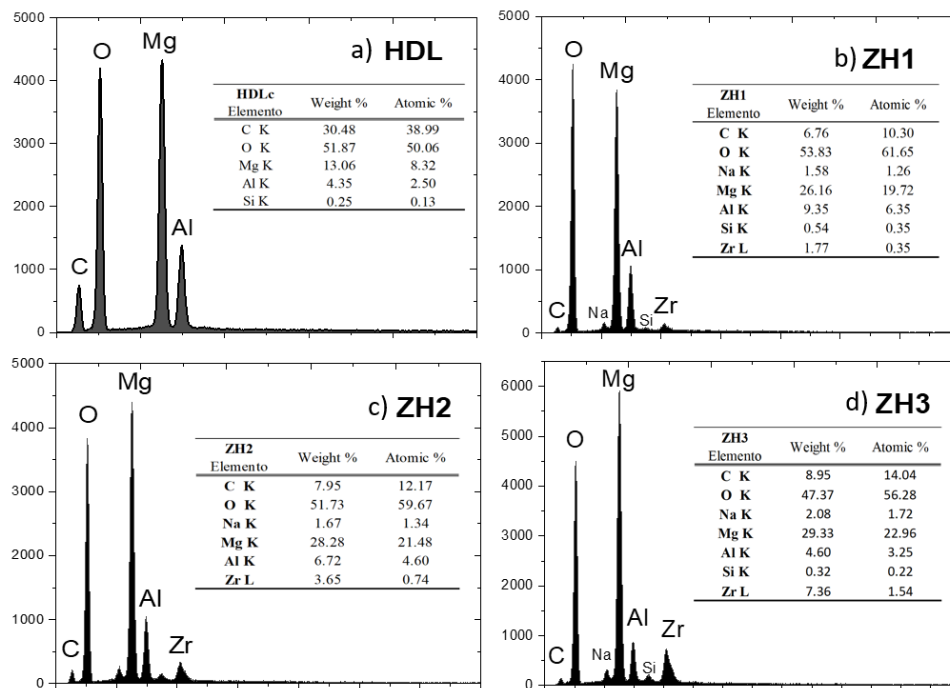 a) HDL
5000
4000
3000
2000
1000
0
C
O
Mg
Al
HDLc
Elemento Weight % Atomic %
C K 30.48 38.99
O K 51.87 50.06
Mg K 13.06 8.32
Al K 4.35 2.50
Si K 0.25 0.13
b) ZH1
5000
4000
3000
2000
1000
0
C
O
Na
Mg
Al
Si
Zr
ZH1
Elemento Weight % Atomic %
C K 6.76 10.30
O K 53.83 61.65
Na K 1.58 1.26
Mg K 26.16 19.72
Al K 9.35 6.35
Si K 0.54 0.35
Zr L 1.77 0.35
c) ZH2
5000
4000
3000
2000
1000
0
C
O
Mg
Al
Zr
ZH2
Elemento Weight % Atomic %
C K 7.95 12.17
O K 51.73 59.67
Na K 1.67 1.34
Mg K 28.28 21.48
Al K 6.72 4.60
Zr L 3.65 0.74
d) ZH3
6000
5000
4000
3000
2000
1000
0
C
O
Na
Mg
Al
Si
Zr
ZH3
Elemento Weight % Atomic %
C K 8.95 14.04
O K 47.37 56.28
Na K 2.08 1.72
Mg K 29.33 22.96
Al K 4.60 3.25
Si K 0.32 0.22
Zr L 7.36 1.54